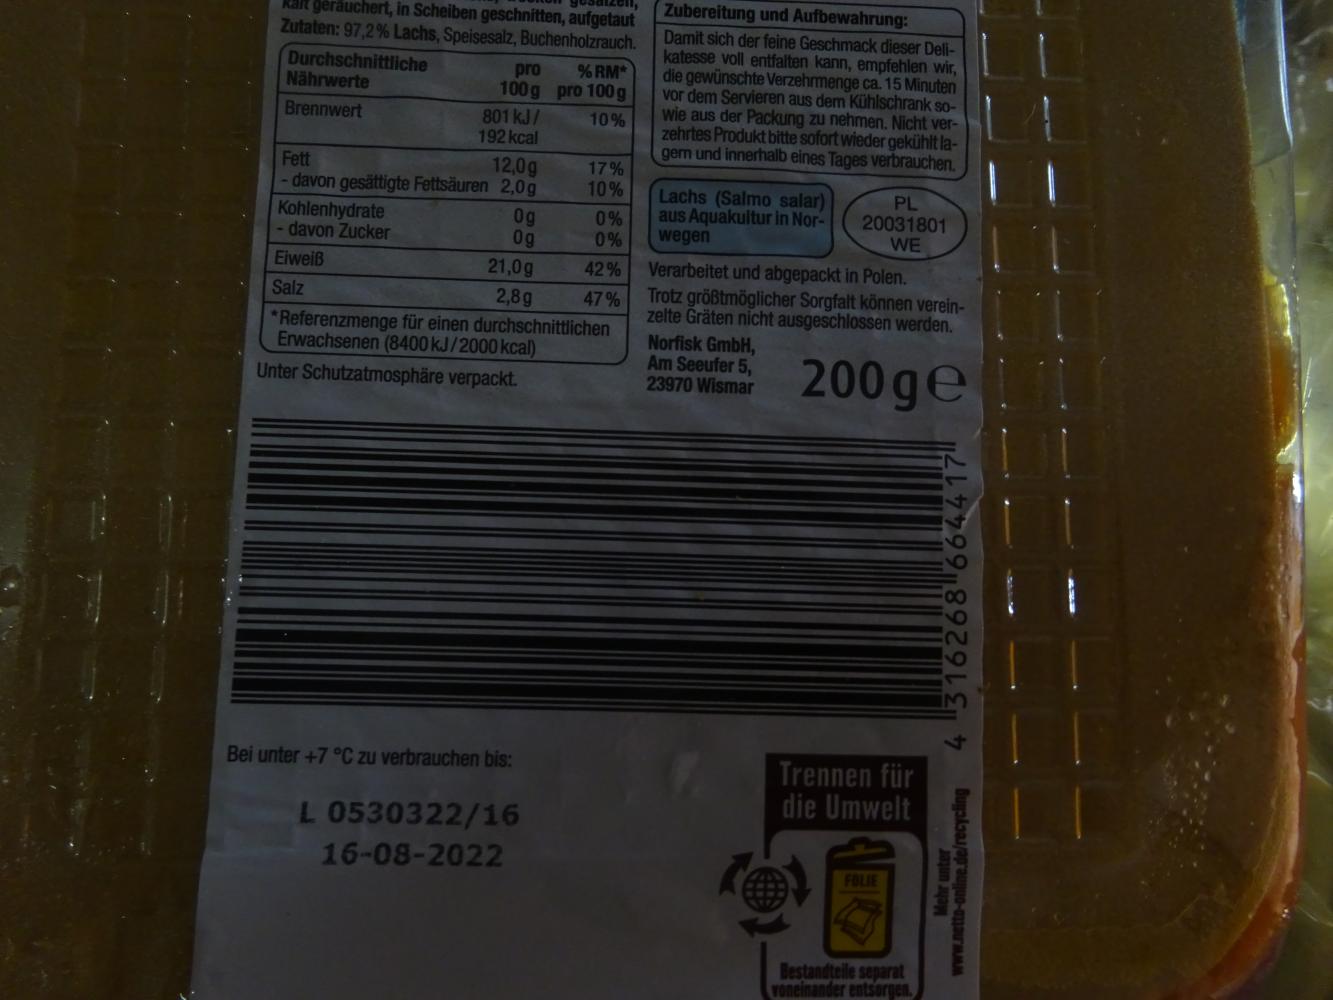 kalt geräuchert, in Scheiben geschnitten, aufgetaut
Zutaten: 97,2% Lachs, Speisesalz, Buchenholzrauch.
Durchschnittliche Nährwerte pro 100g % RM* pro 100g
Brennwert 801 kJ / 192 kcal 10%
Fett 12,0g 17%
- davon gesättigte Fettsäuren 2,0g 10%
Kohlenhydrate 0g 0%
- davon Zucker 0g 0%
Eiweiß 21,0g 42%
Salz 2,8g 47%
*Referenzmenge für einen durchschnittlichen
Erwachsenen (8400 kJ / 2000 kcal)
Unter Schutzatmosphäre verpackt.
Zubereitung und Aufbewahrung:
Damit sich der feine Geschmack dieser Deli-
katesse voll entfalten kann, empfehlen wir,
die gewünschte Verzehrmenge ca. 15 Minuten
vor dem Servieren aus dem Kühlschrank so-
wie aus der Packung zu nehmen. Nicht ver-
zehrtes Produkt bitte sofort wieder gekühlt la-
gern und innerhalb eines Tages verbrauchen.
Lachs (Salmo salar)
aus Aquakultur in Nor-
wegen
PL
20031801
WE
Verarbeitet und abgepackt in Polen.
Trotz größtmöglicher Sorgfalt können verein-
zelte Gräten nicht ausgeschlossen werden.
Norfisk GmbH,
Am Seeufer 5,
23970 Wismar
200 g e
4 316268 664417
Bei unter +7 °C zu verbrauchen bis:
L 0530322/16
16-08-2022
Trennen für
die Umwelt
FOLIE
Bestandteile separat
voneinander entsorgen.
Mehr unter
www.netto-online.de/recycling